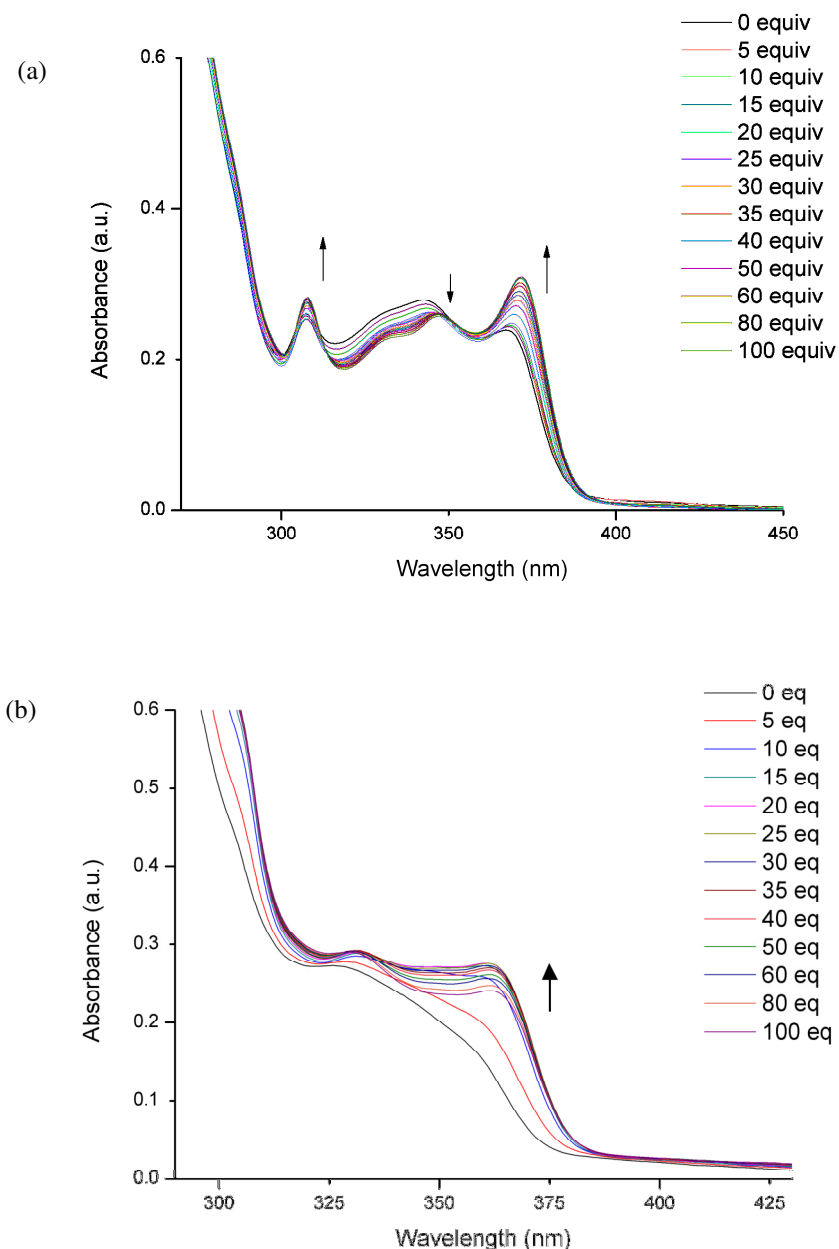 (a)
0 equiv
5 equiv
10 equiv
15 equiv
20 equiv
25 equiv
30 equiv
35 equiv
40 equiv
50 equiv
60 equiv
80 equiv
100 equiv
0.6
0.4
0.2
0.0
Absorbance (a.u.)
300
350
400
450
Wavelength (nm)
(b)
0 eq
5 eq
10 eq
15 eq
20 eq
25 eq
30 eq
35 eq
40 eq
50 eq
60 eq
80 eq
100 eq
0.6
0.5
0.4
0.3
0.2
0.1
0.0
Absorbance (a.u.)
300
325
350
375
400
425
Wavelength (nm)